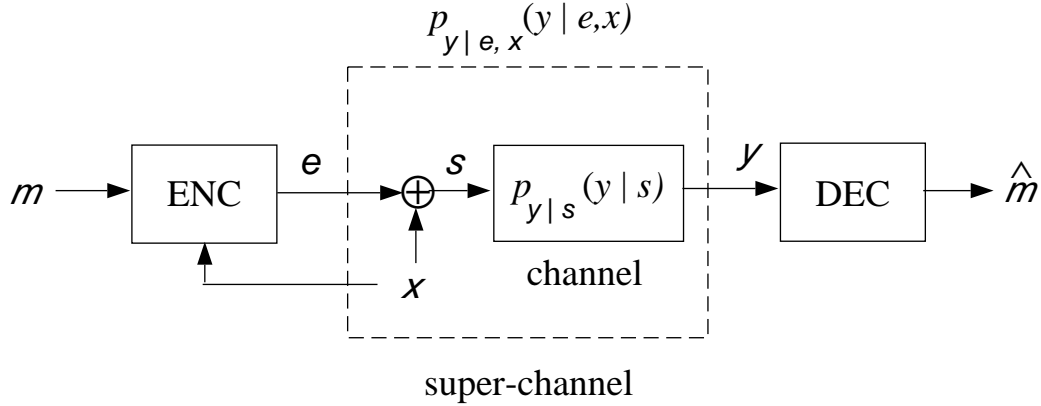 p_{y | e, x} (y | e,x)
m ENC e ⊕ s p_{y | s} (y | s) y DEC m̂
x channel
super-channel